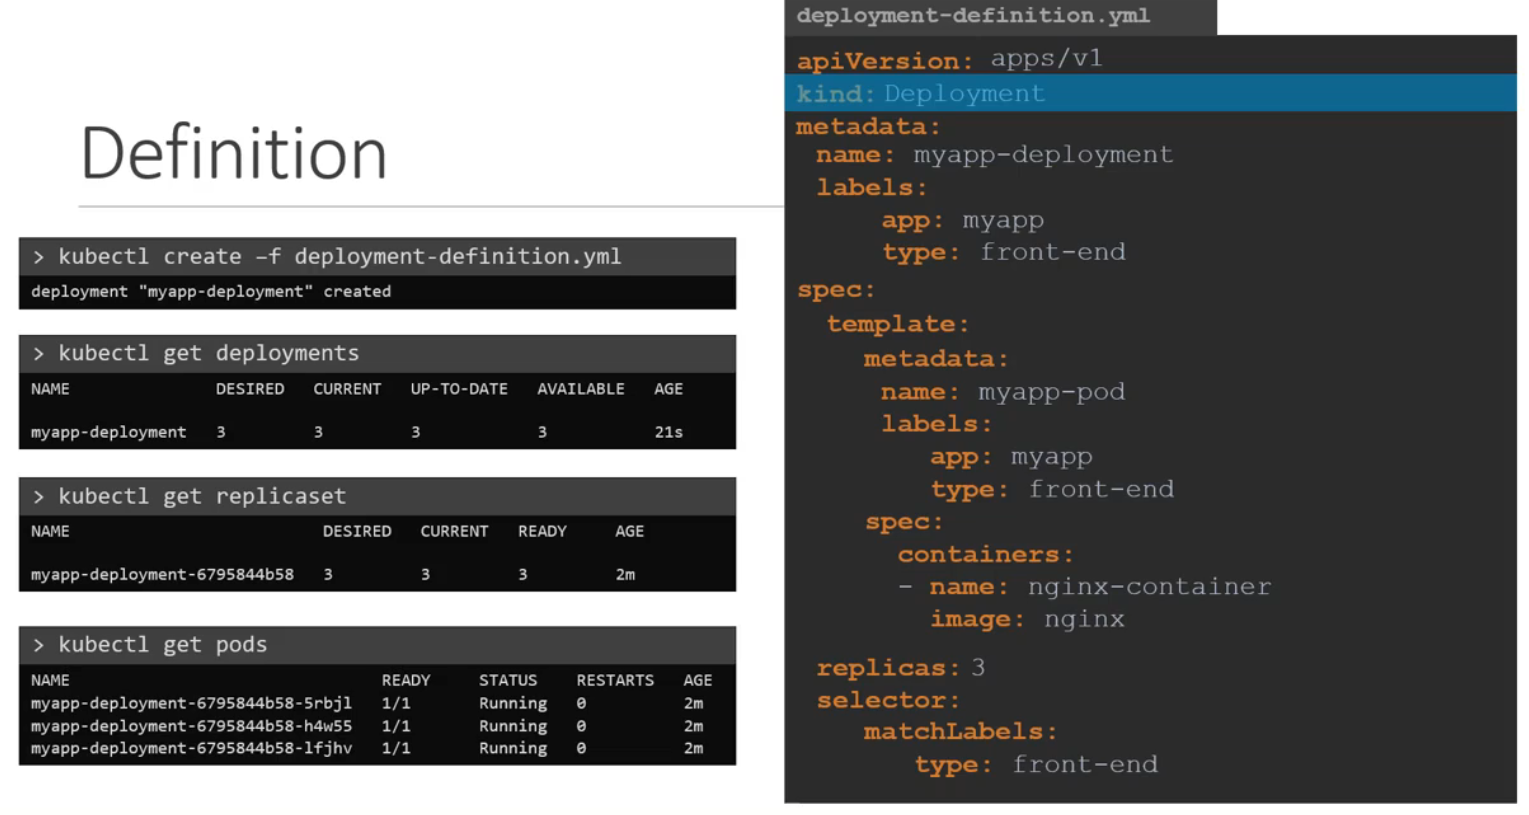 Definition
> kubectl create –f deployment-definition.yml
deployment "myapp-deployment" created
> kubectl get deployments
NAME DESIRED CURRENT UP-TO-DATE AVAILABLE AGE
myapp-deployment 3 3 3 3 21s
> kubectl get replicaset
NAME DESIRED CURRENT READY AGE
myapp-deployment-6795844b58 3 3 3 2m
> kubectl get pods
NAME READY STATUS RESTARTS AGE
myapp-deployment-6795844b58-5rbjl 1/1 Running 0 2m
myapp-deployment-6795844b58-h4w55 1/1 Running 0 2m
myapp-deployment-6795844b58-lfjhv 1/1 Running 0 2m
deployment-definition.yml
apiVersion: apps/v1
kind: Deployment
metadata:
name: myapp-deployment
labels:
app: myapp
type: front-end
spec:
template:
metadata:
name: myapp-pod
labels:
app: myapp
type: front-end
spec:
containers:
- name: nginx-container
image: nginx
replicas: 3
selector:
matchLabels:
type: front-end